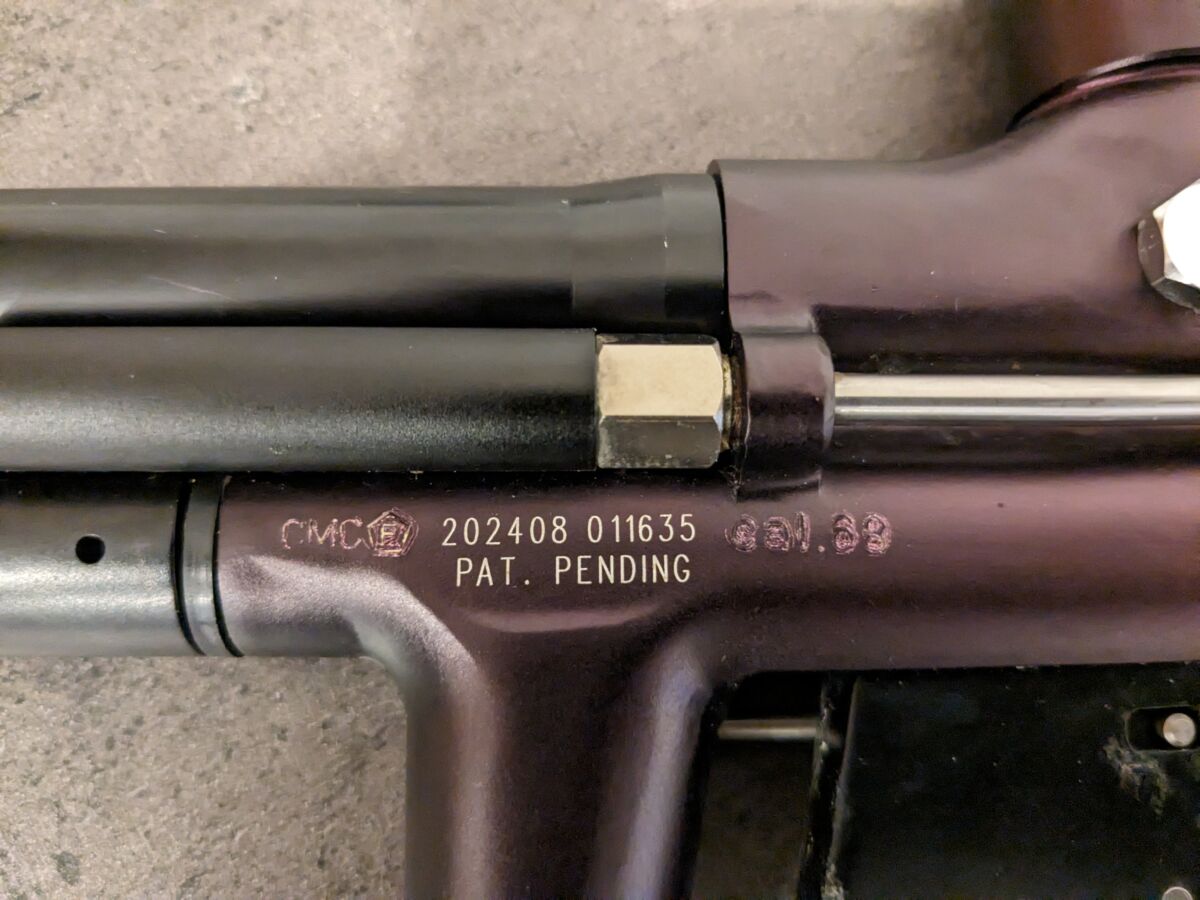 CMC F 202408 011635 cal.68
PAT. PENDING